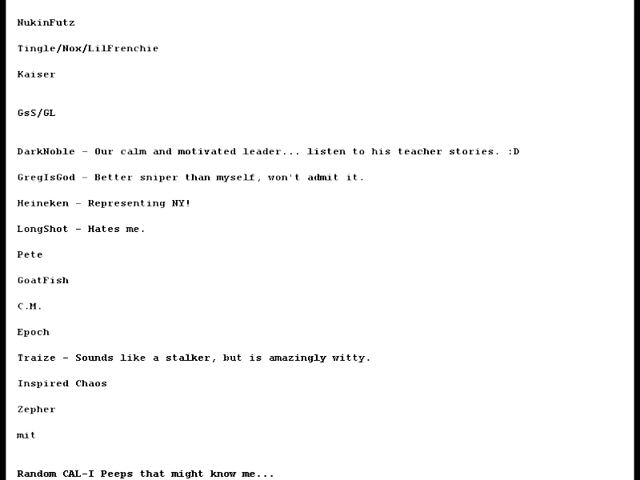 NukinFutz
Tingle/Nox/LilFrenchie
Kaiser
GsS/GL
DarkNoble - Our calm and motivated leader... listen to his teacher stories. :D
GregIsGod - Better sniper than myself, won't admit it.
Heineken - Representing NY!
LongShot - Hates me.
Pete
GoatFish
C.M.
Epoch
Traize - Sounds like a stalker, but is amazingly witty.
Inspired Chaos
Zepher
mit
Random CAL-I Peeps that might know me...